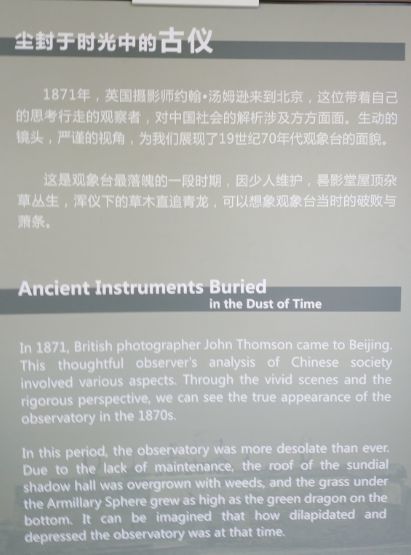 尘封于时光中的古仪
1871年，英国摄影师约翰•汤姆逊来到北京，这位带着自己
的思考行走的观察者，对中国社会的解析涉及方方面面。生动的
镜头，严谨的视角，为我们展现了19世纪70年代观象台的面貌。
这是观象台最落魄的一段时期，因少人维护，晷影堂屋顶杂
草丛生，浑仪下的草木直追青龙，可以想象观象台当时的破败与
萧条。
Ancient Instruments Buried
in the Dust of Time
In 1871, British photographer John Thomson came to Beijing.
This thoughtful observer's analysis of Chinese society
involved various aspects. Through the vivid scenes and the
rigorous perspective, we can see the true appearance of the
observatory in the 1870s.
In this period, the observatory was more desolate than ever.
Due to the lack of maintenance, the roof of the sundial
shadow hall was overgrown with weeds, and the grass under
the Armillary Sphere grew as high as the green dragon on the
bottom. It can be imagined that how dilapidated and
depressed the observatory was at that time.